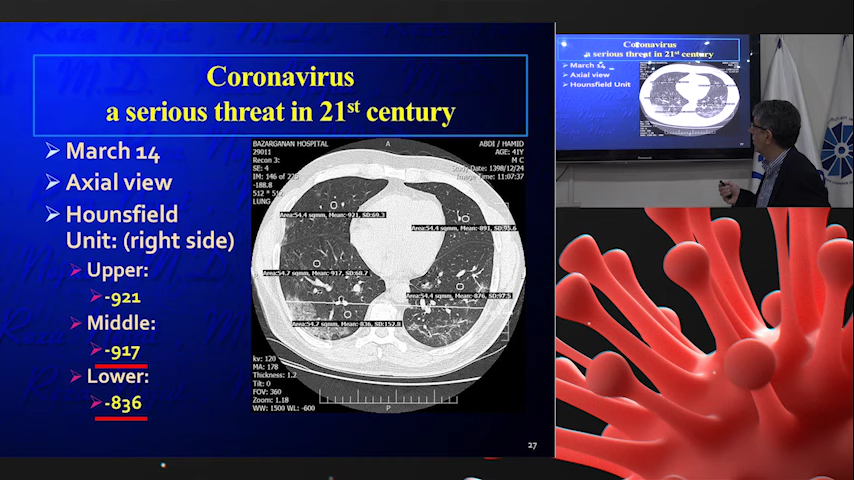 Coronavirus
a serious threat in 21st century
March 14
Axial view
Hounsfield
Unit: (right side)
Upper:
-921
Middle:
-917
Lower:
-836
BAZARGANAN HOSPITAL
29011
Recon 3:
SE: 4
IM: 146 of 275
-188.8
512 * 512
LUNG
A
ABDI / HAMID
AGE: 41Y
M C
Study Date: 1398/12/24
Image Time: 11:07:37
Area:54.4 sqmm, Mean:-921, SD:69.3
Area:54.4 sqmm, Mean:-891, SD:95.6
Area:54.7 sqmm, Mean:-917, SD:68.7
Area:54.4 sqmm, Mean:-876, SD:97.5
Area:54.7 sqmm, Mean:-836, SD:152.8
kv: 120
MA: 178
Thickness: 1.2
Tilt: 0
FOV: 360
Zoom: 1.18
WW: 1500 WL: -600
P
27
Coronavirus
a serious threat in 21st century
March 14
Axial view
Hounsfield Unit